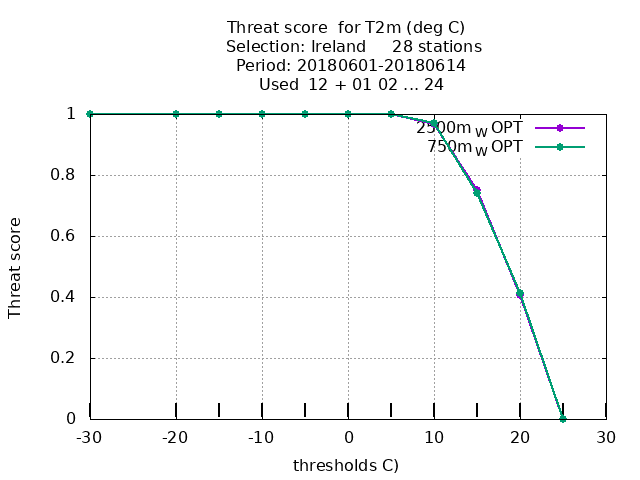 Threat score for T2m (deg C)
Selection: Ireland 28 stations
Period: 20180601-20180614
Used 12 + 01 02 ... 24
2500m W OPT
750m W OPT
1
0.8
0.6
0.4
0.2
0
Threat score
-30
-20
-10
0
10
20
30
thresholds C)